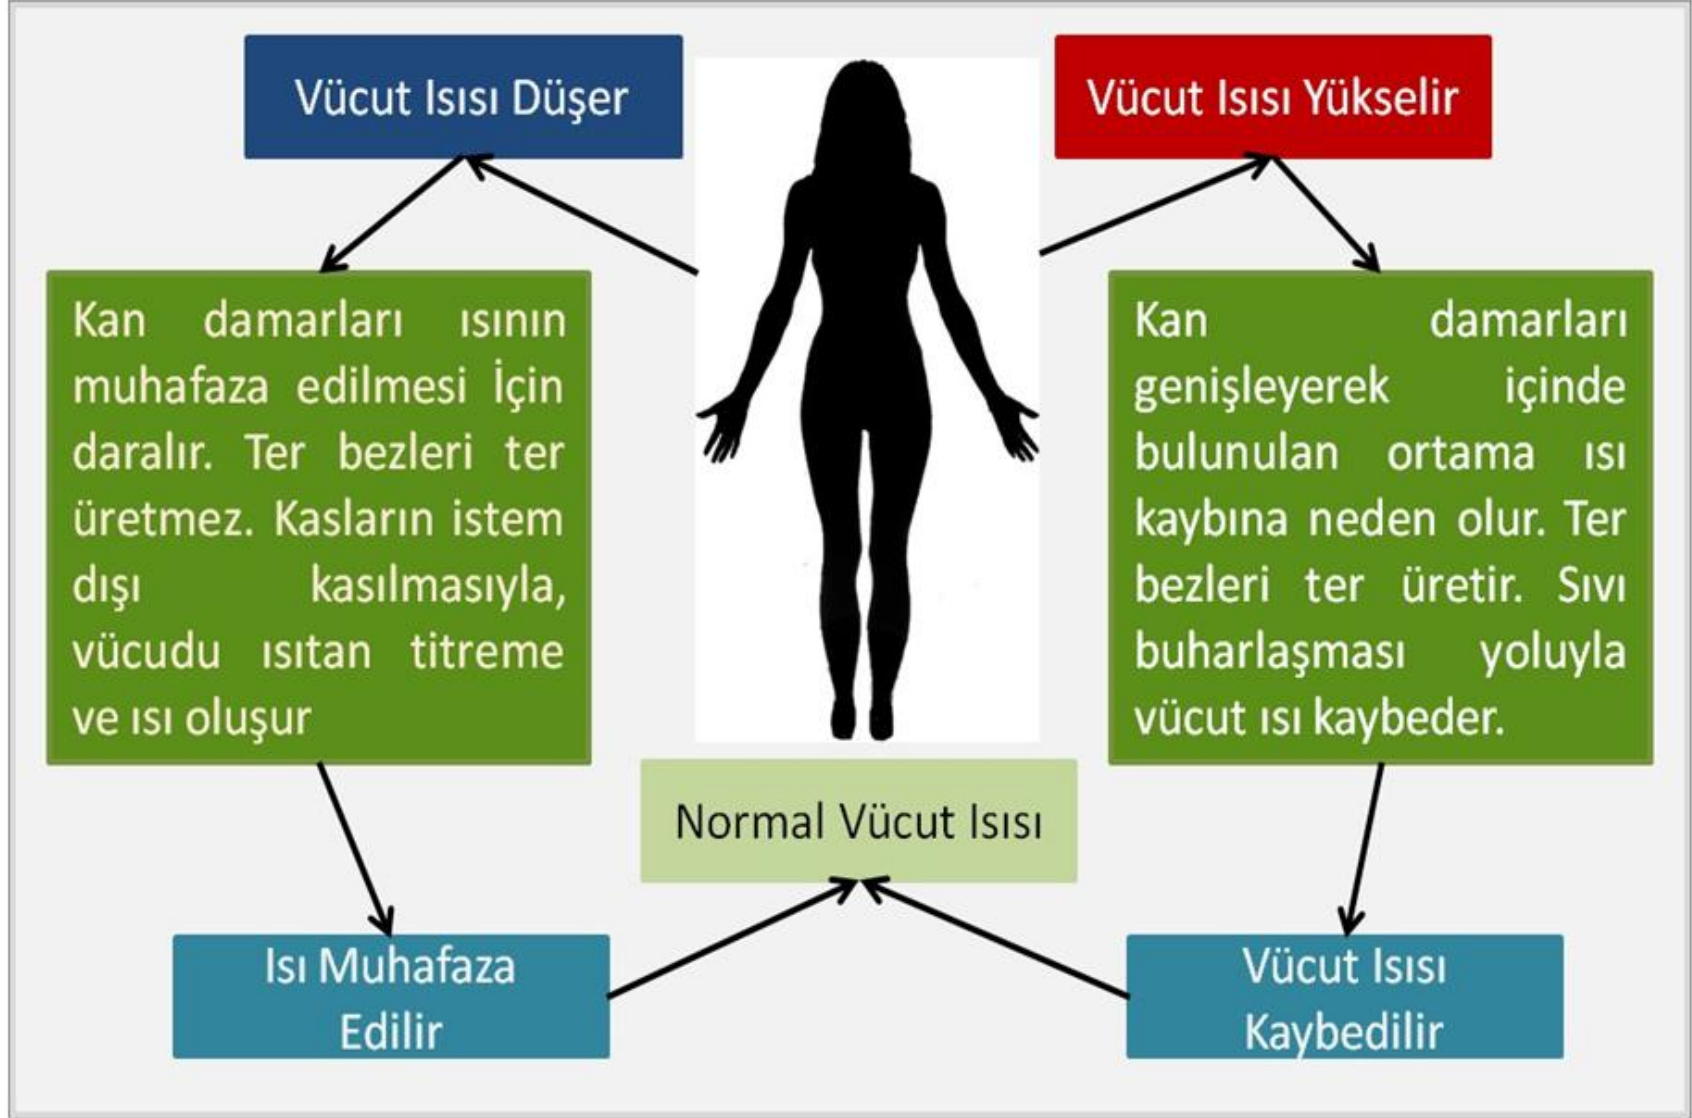 Vücut Isısı Düşer
Vücut Isısı Yükselir
Kan damarları ısının
muhafaza edilmesi İçin
daralır. Ter bezleri ter
üretmez. Kasların istem
dışı kasılmasıyla,
vücudu ısıtan titreme
ve ısı oluşur
Kan damarları
genişleyerek içinde
bulunulan ortama ısı
kaybına neden olur. Ter
bezleri ter üretir. Sıvı
buharlaşması yoluyla
vücut ısı kaybeder.
Normal Vücut Isısı
Isı Muhafaza
Edilir
Vücut Isısı
Kaybedilir